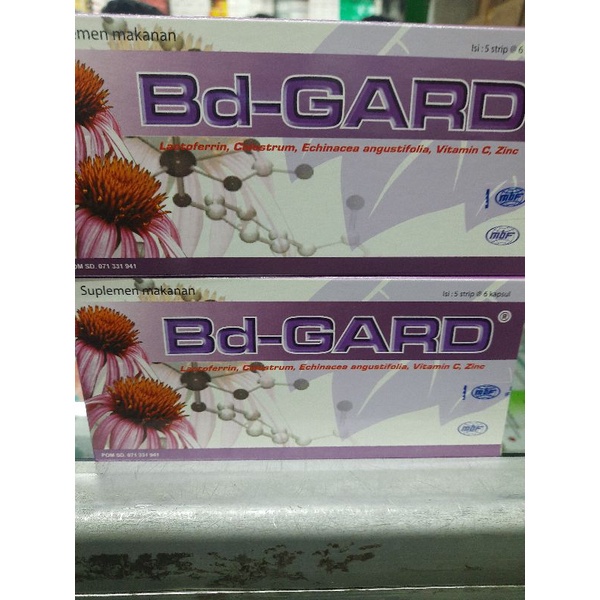 lemen makanan
Isi : 5 strip @ 6
Bd-GARD
Lactoferrin, Colostrum, Echinacea angustifolia, Vitamin C, Zinc
mbf
mbf
POM SD. 071 331 941
Suplemen makanan
Isi : 5 strip @ 6 kapsul
Bd-GARD®
Lactoferrin, Colostrum, Echinacea angustifolia, Vitamin C, Zinc
mbf
mbf
POM SD. 071 331 941